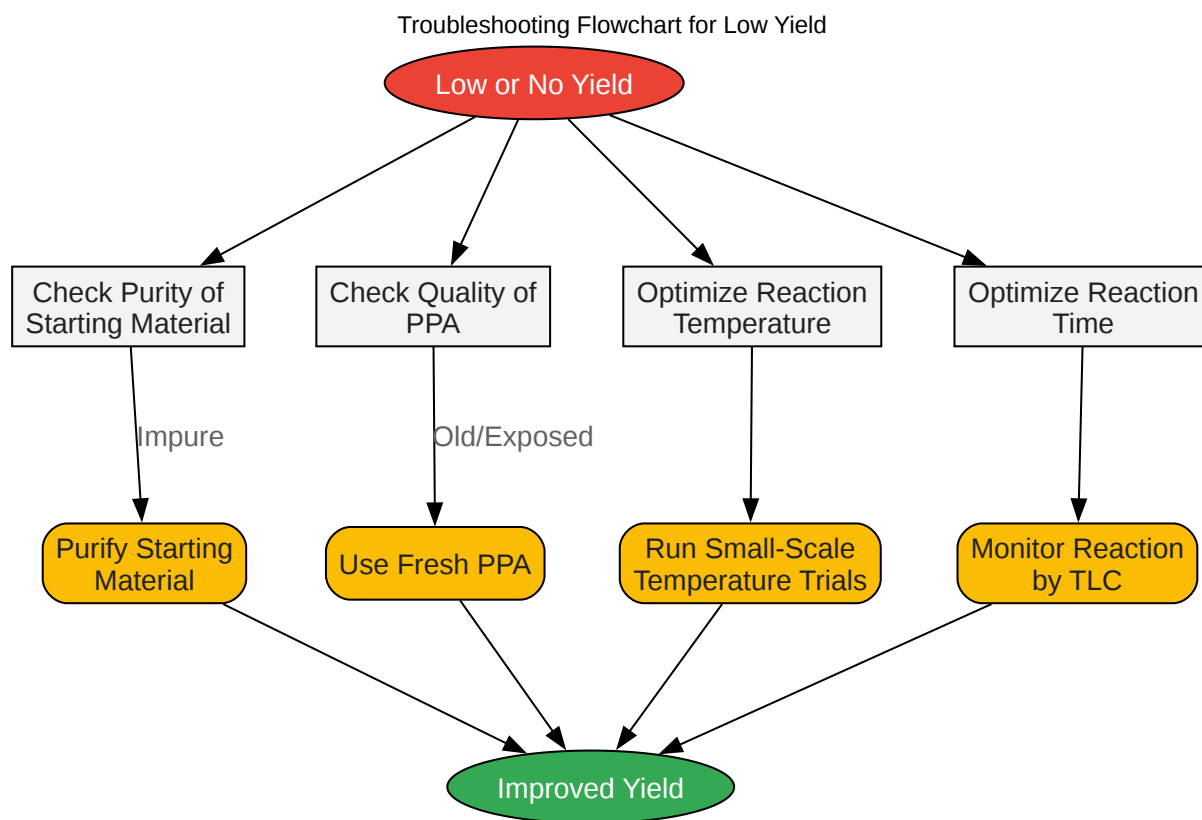 Troubleshooting Flowchart for Low Yield
Low or No Yield
Check Purity of
Starting Material
Check Quality of
PPA
Optimize Reaction
Temperature
Optimize Reaction
Time
Impure
Old/Exposed
Purify Starting
Material
Use Fresh PPA
Run Small-Scale
Temperature Trials
Monitor Reaction
by TLC
Improved Yield